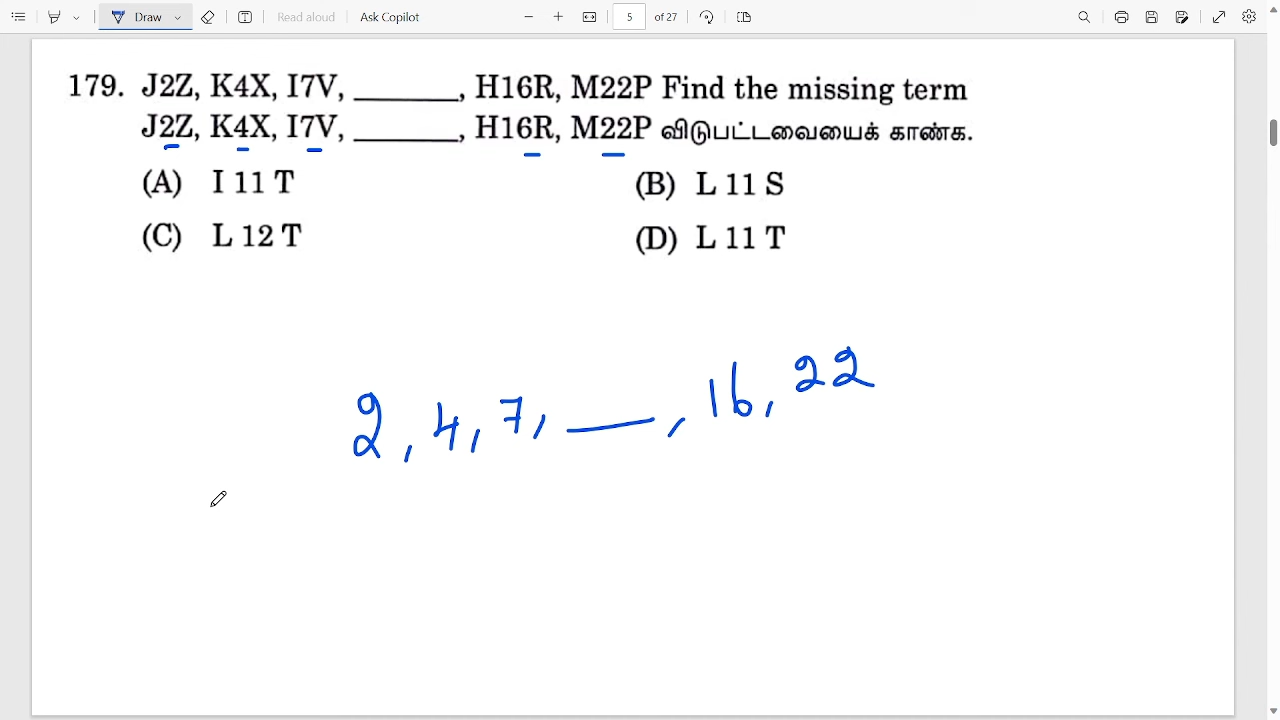 Draw Read aloud Ask Copilot 5 of 27
179. J2Z, K4X, I7V, _______, H16R, M22P Find the missing term
J2Z, K4X, I7V, _______, H16R, M22P விடுபட்டவையைக் காண்க.
(A) I 11 T (B) L 11 S
(C) L 12 T (D) L 11 T
2, 4, 7, ___, 16, 22